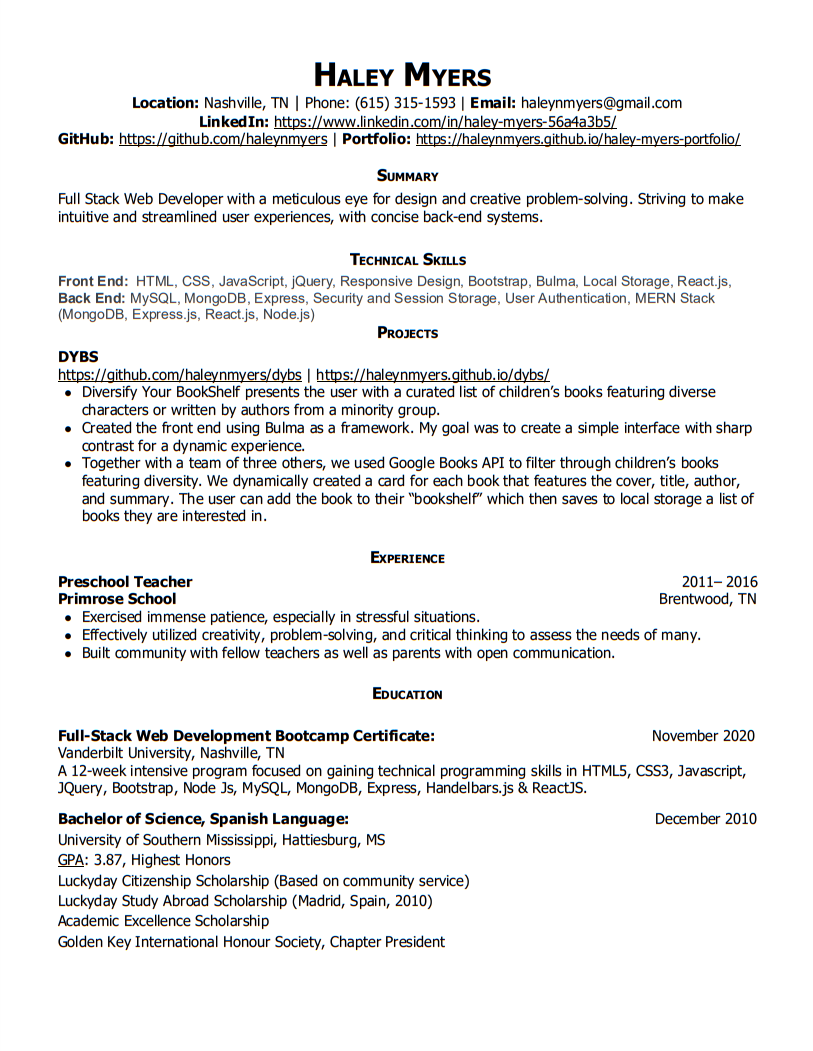 HALEY MYERS
Location: Nashville, TN | Phone: (615) 315-1593 | Email: haleynmyers@gmail.com
LinkedIn: https://www.linkedin.com/in/haley-myers-56a4a3b5/
GitHub: https://github.com/haleynmyers | Portfolio: https://haleynmyers.github.io/haley-myers-portfolio/
SUMMARY
Full Stack Web Developer with a meticulous eye for design and creative problem-solving. Striving to make
intuitive and streamlined user experiences, with concise back-end systems.
TECHNICAL SKILLS
Front End:  HTML, CSS, JavaScript, jQuery, Responsive Design, Bootstrap, Bulma, Local Storage, React.js,
Back End: MySQL, MongoDB, Express, Security and Session Storage, User Authentication, MERN Stack
(MongoDB, Express.js, React.js, Node.js)
PROJECTS
DYBS
https://github.com/haleynmyers/dybs | https://haleynmyers.github.io/dybs/
● Diversify Your BookShelf presents the user with a curated list of children's books featuring diverse
characters or written by authors from a minority group.
● Created the front end using Bulma as a framework. My goal was to create a simple interface with sharp
contrast for a dynamic experience.
● Together with a team of three others, we used Google Books API to filter through children's books
featuring diversity. We dynamically created a card for each book that features the cover, title, author,
and summary. The user can add the book to their “bookshelf” which then saves to local storage a list of
books they are interested in.
EXPERIENCE
Preschool Teacher 2011– 2016
Primrose School Brentwood, TN
● Exercised immense patience, especially in stressful situations.
● Effectively utilized creativity, problem-solving, and critical thinking to assess the needs of many.
● Built community with fellow teachers as well as parents with open communication.
EDUCATION
Full-Stack Web Development Bootcamp Certificate: November 2020
Vanderbilt University, Nashville, TN
A 12-week intensive program focused on gaining technical programming skills in HTML5, CSS3, Javascript,
JQuery, Bootstrap, Node Js, MySQL, MongoDB, Express, Handelbars.js & ReactJS.
Bachelor of Science, Spanish Language: December 2010
University of Southern Mississippi, Hattiesburg, MS
GPA: 3.87, Highest Honors
Luckyday Citizenship Scholarship (Based on community service)
Luckyday Study Abroad Scholarship (Madrid, Spain, 2010)
Academic Excellence Scholarship
Golden Key International Honour Society, Chapter President